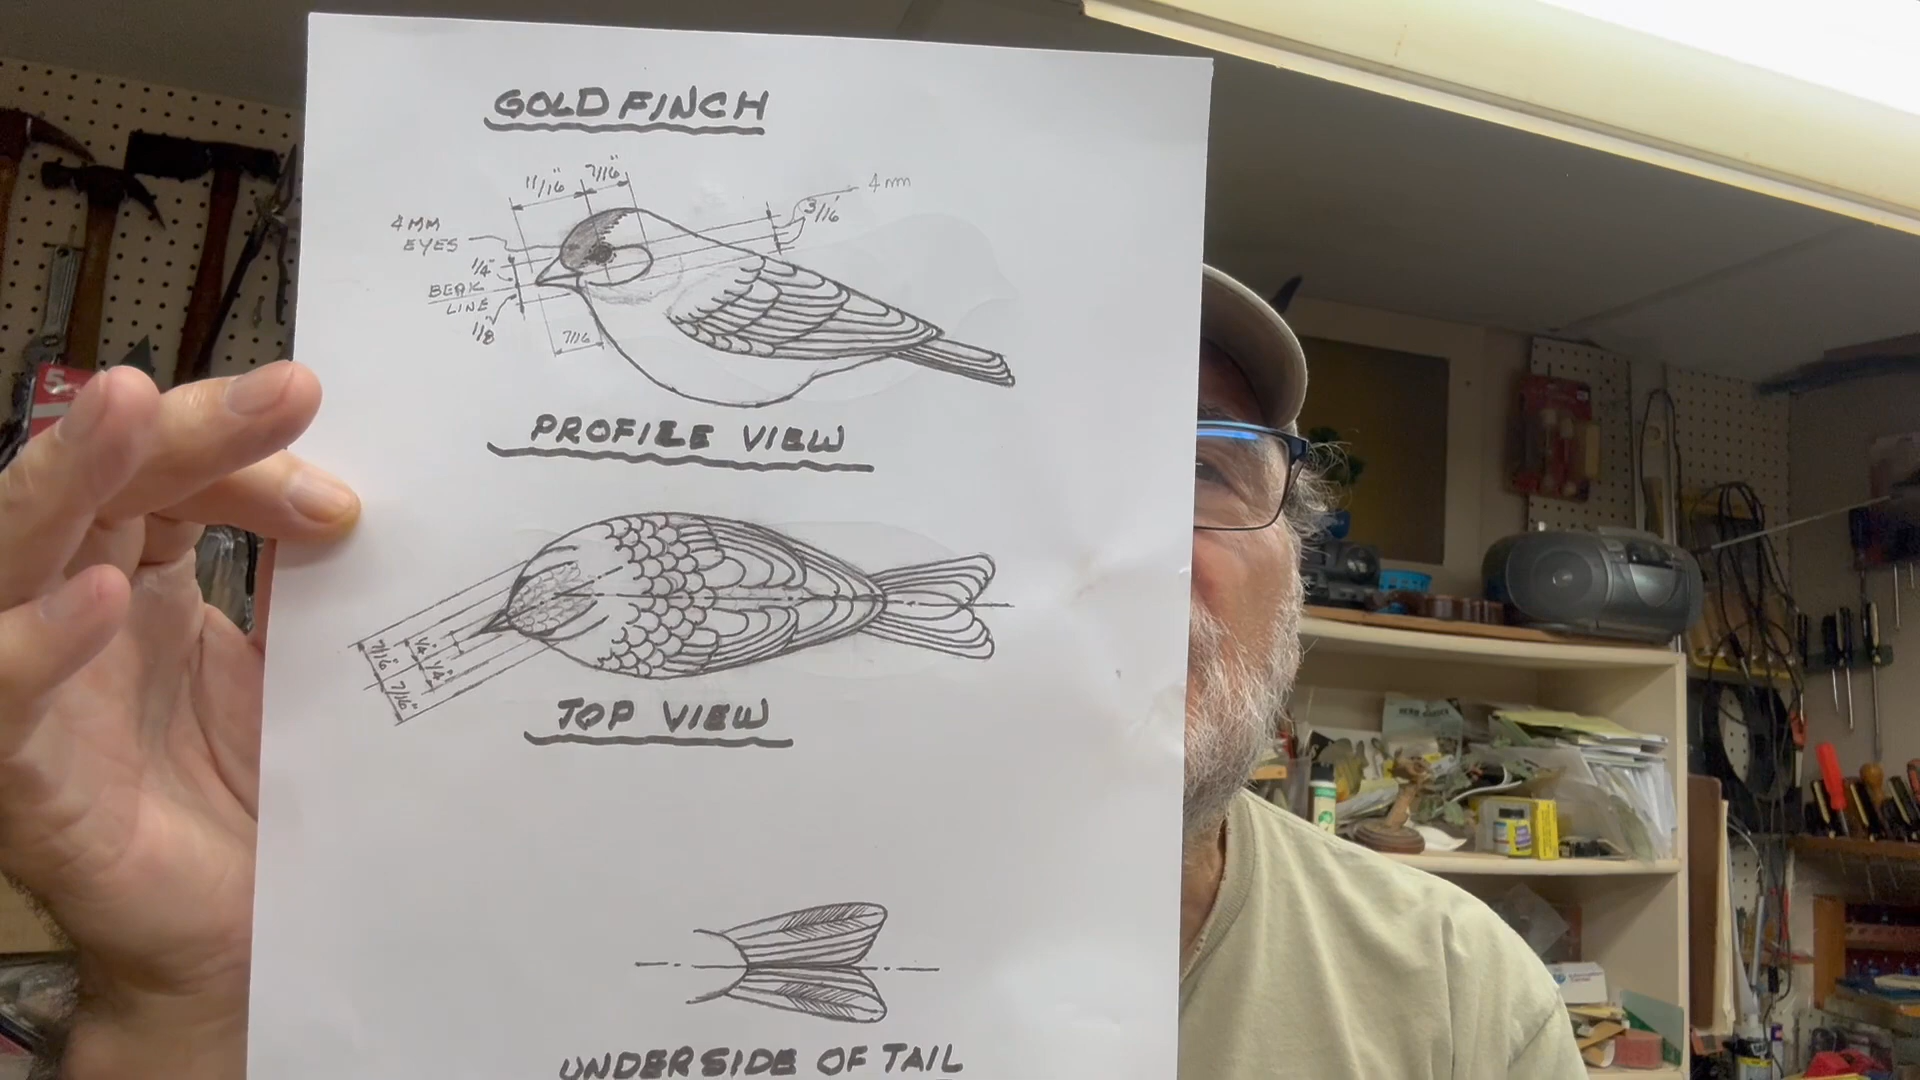 GOLDFINCH
11/16" 7/16"
4 mm
3/16"
4MM
EYES
1/4"
BEAK
LINE
1/8"
7/16
PROFILE VIEW
7/16" 1/4"
1/4"
7/16"
TOP VIEW
UNDERSIDE OF TAIL
5